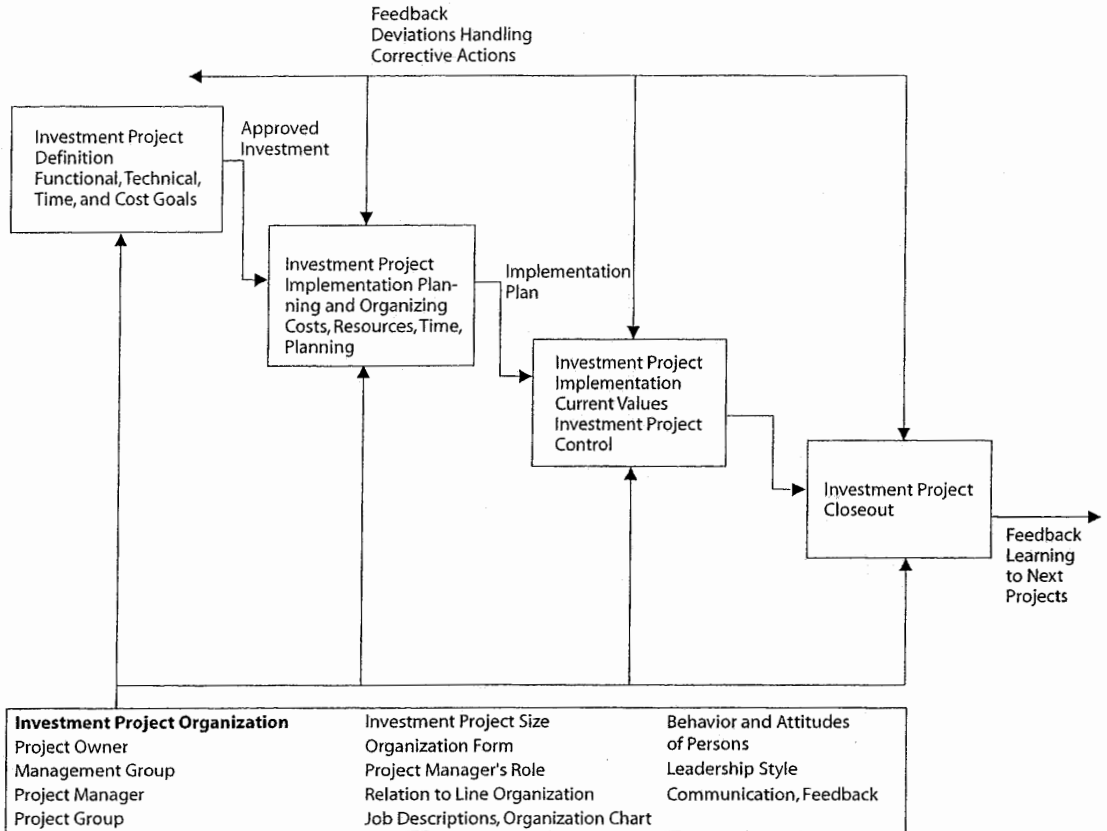 Feedback
Deviations Handling
Corrective Actions
Investment Project
Definition
Functional, Technical,
Time, and Cost Goals
Approved
Investment
Investment Project
Implementation Plan-
ning and Organizing
Costs, Resources, Time,
Planning
Implementation
Plan
Investment Project
Implementation
Current Values
Investment Project
Control
Investment Project
Closeout
Feedback
Learning
to Next
Projects
Investment Project Organization
Project Owner
Management Group
Project Manager
Project Group
Investment Project Size
Organization Form
Project Manager's Role
Relation to Line Organization
Job Descriptions, Organization Chart
Behavior and Attitudes
of Persons
Leadership Style
Communication, Feedback